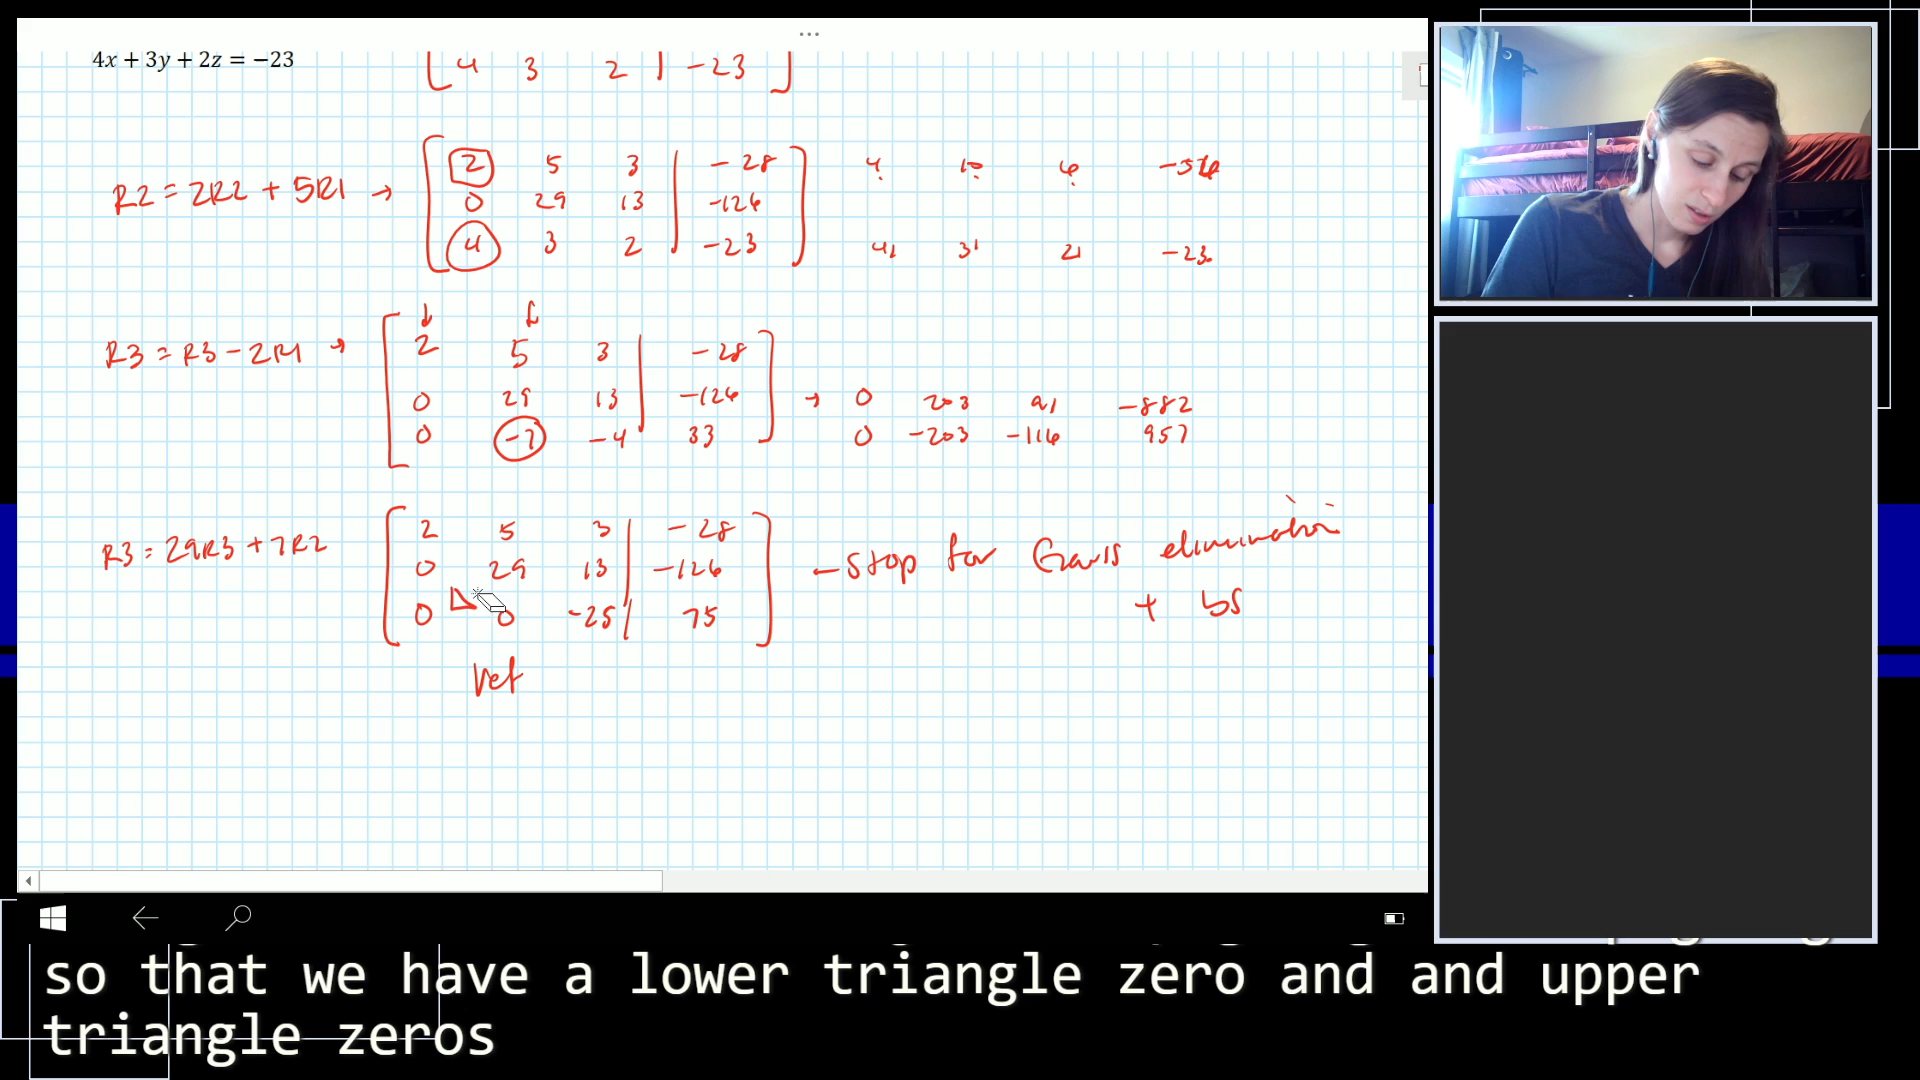 4x + 3y + 2z = −23
4 3 2 | -23
2 5 3 | -28 4 10 6 -56
R2 = 2R2 + 5R1 →
0 29 13 | -126
4 3 2 | -23 4 3 2 -23
R3 = R3 - 2R1 →
2 5 3 | -28
0 29 13 | -126 → 0 203 91 -882
0 -7 -4 33 0 -203 -116 957
R3 = 29R3 + 7R2
2 5 3 | -28
0 29 13 | -126 - stop for Gauss elimination
0 0 -25 | 75 + bs
so that we have a lower triangle zero and and upper
triangle zeros